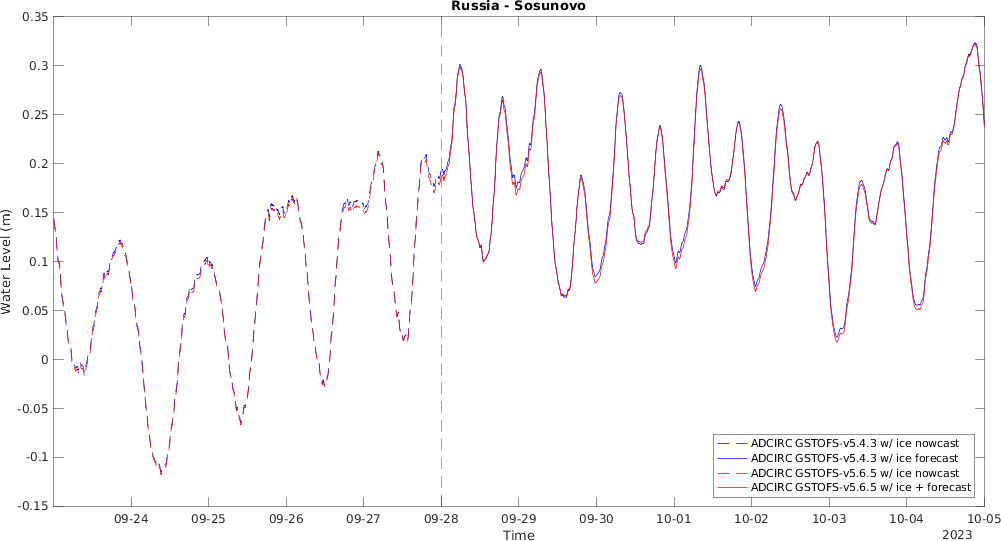 Russia - Sosunovo
0.35
0.3
0.25
0.2
0.15
0.1
0.05
0
-0.05
-0.1
-0.15
Water Level (m)
ADCIRC GSTOFS-v5.4.3 w/ ice nowcast
ADCIRC GSTOFS-v5.4.3 w/ ice forecast
ADCIRC GSTOFS-v5.6.5 w/ ice nowcast
ADCIRC GSTOFS-v5.6.5 w/ ice + forecast
09-24 09-25 09-26 09-27 09-28 09-29 09-30 10-01 10-02 10-03 10-04 10-05
Time
2023